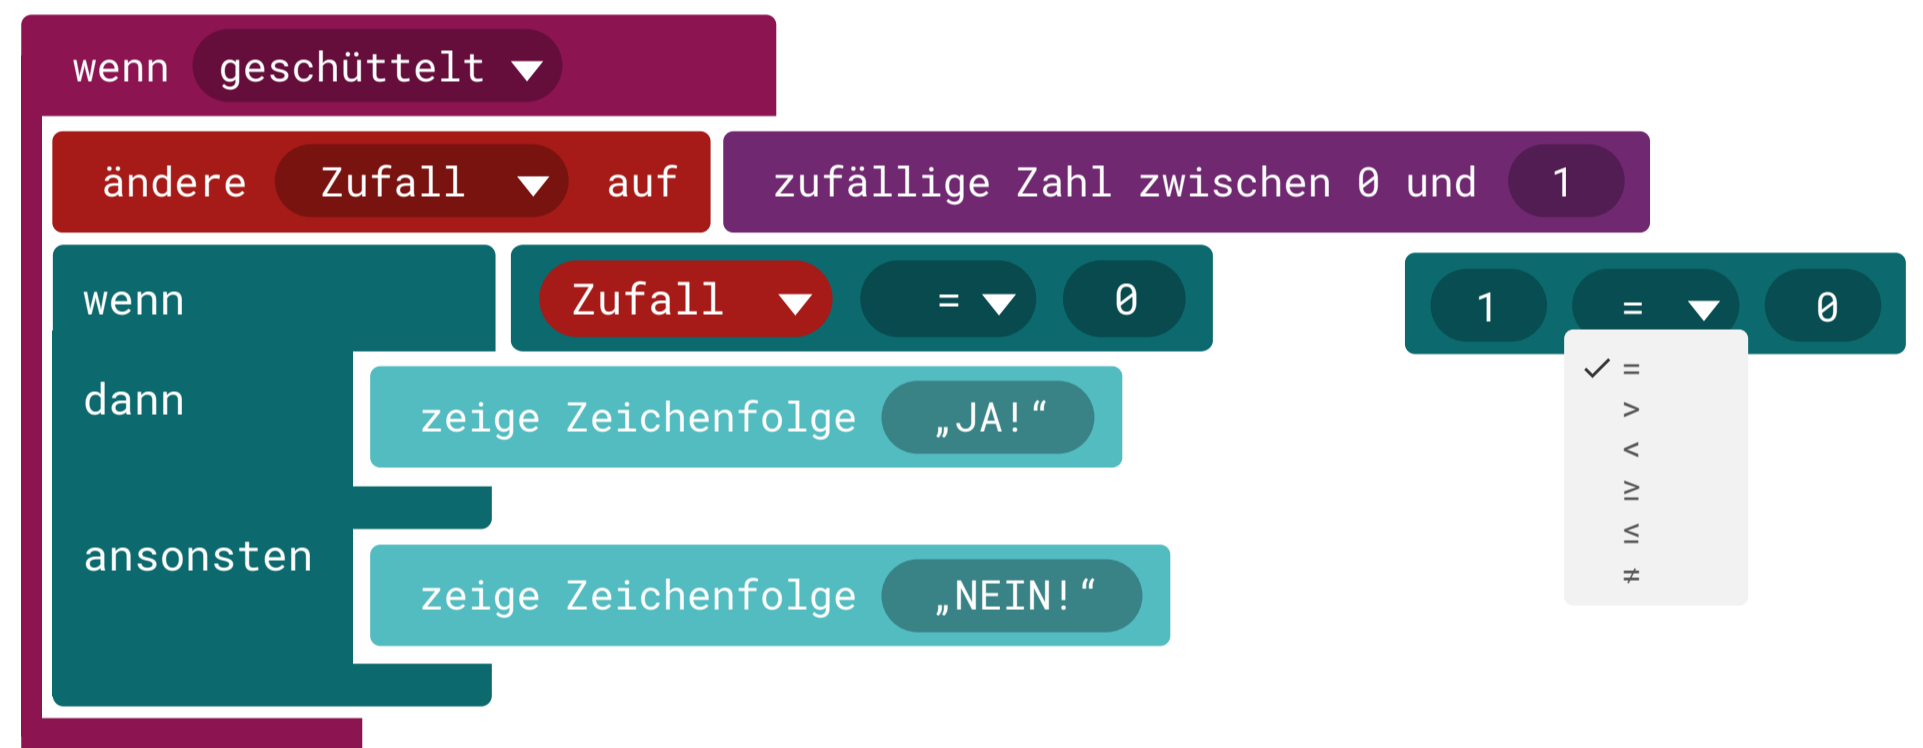 wenn geschüttelt
ändere Zufall auf zufällige Zahl zwischen 0 und 1
wenn Zufall = 0
1 = 0
dann zeige Zeichenfolge „JA!“
ansonsten zeige Zeichenfolge „NEIN!“
✓ =
>
<
≥
≤
≠